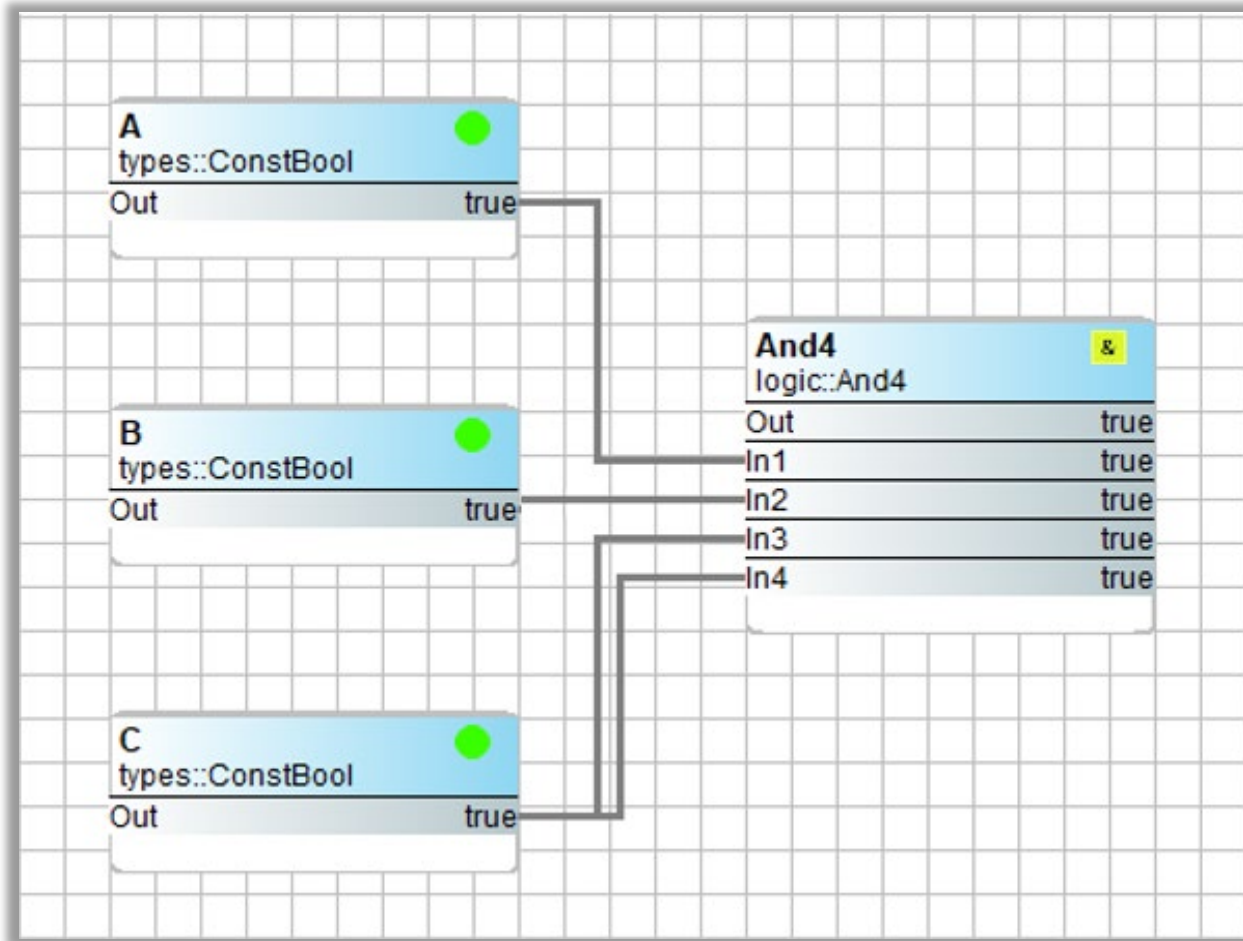 A
types::ConstBool
Out true
And4 &
logic::And4
Out true
In1 true
In2 true
In3 true
In4 true
B
types::ConstBool
Out true
C
types::ConstBool
Out true